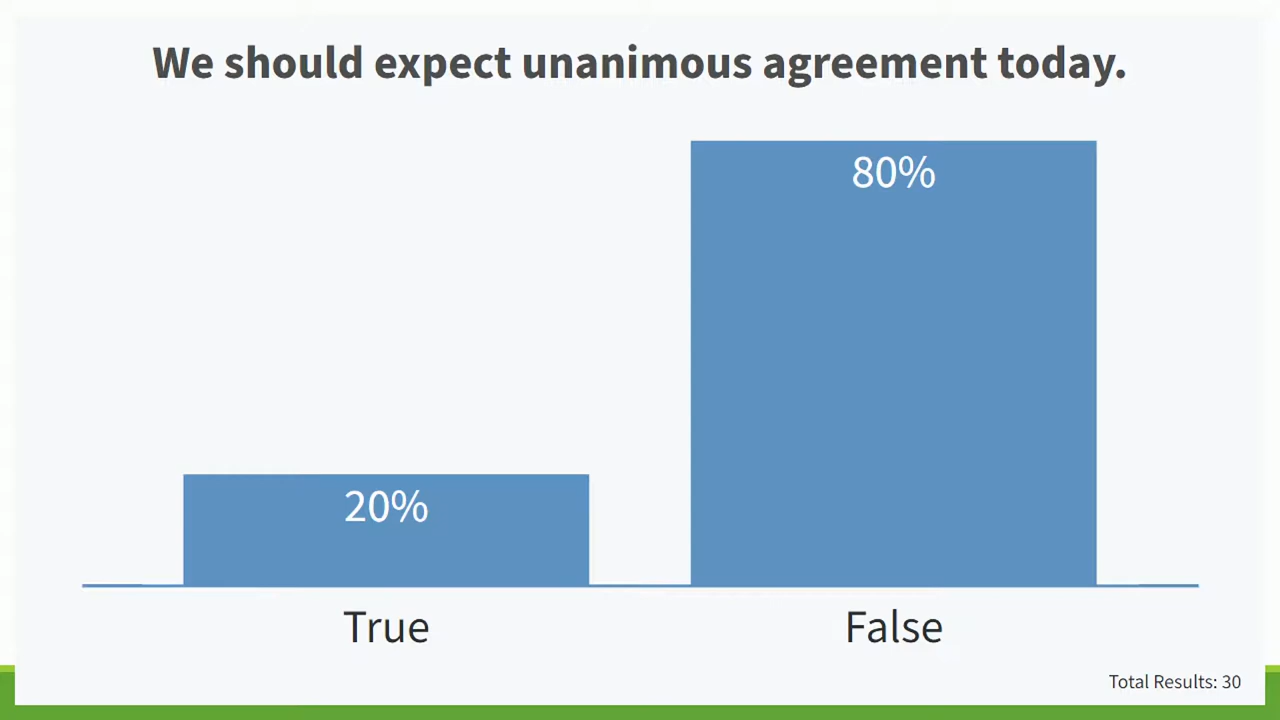 We should expect unanimous agreement today.
80%
20%
True
False
Total Results: 30